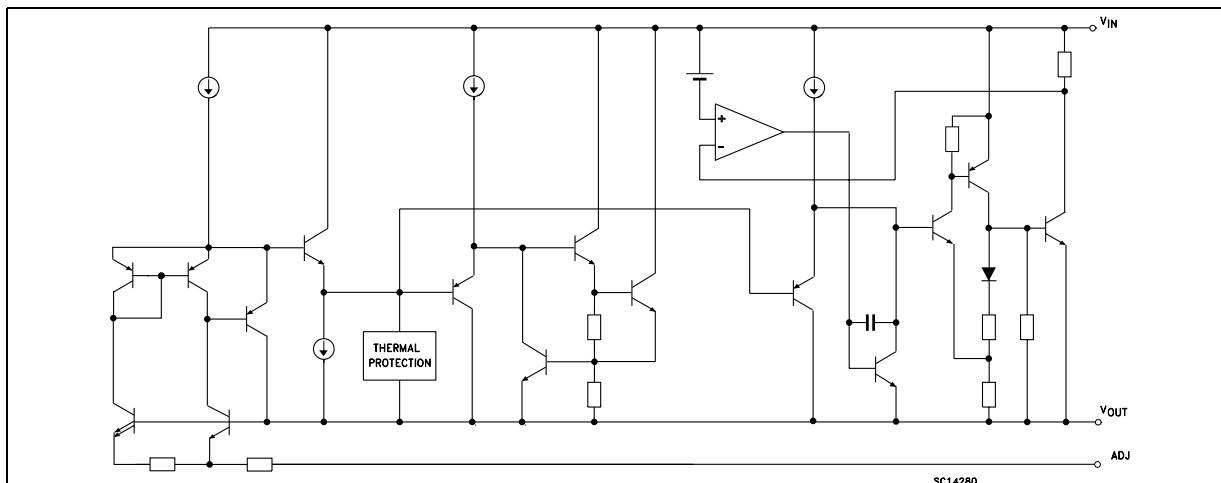 VIN
+
-
THERMAL
PROTECTION
VOUT
ADJ
SC14280